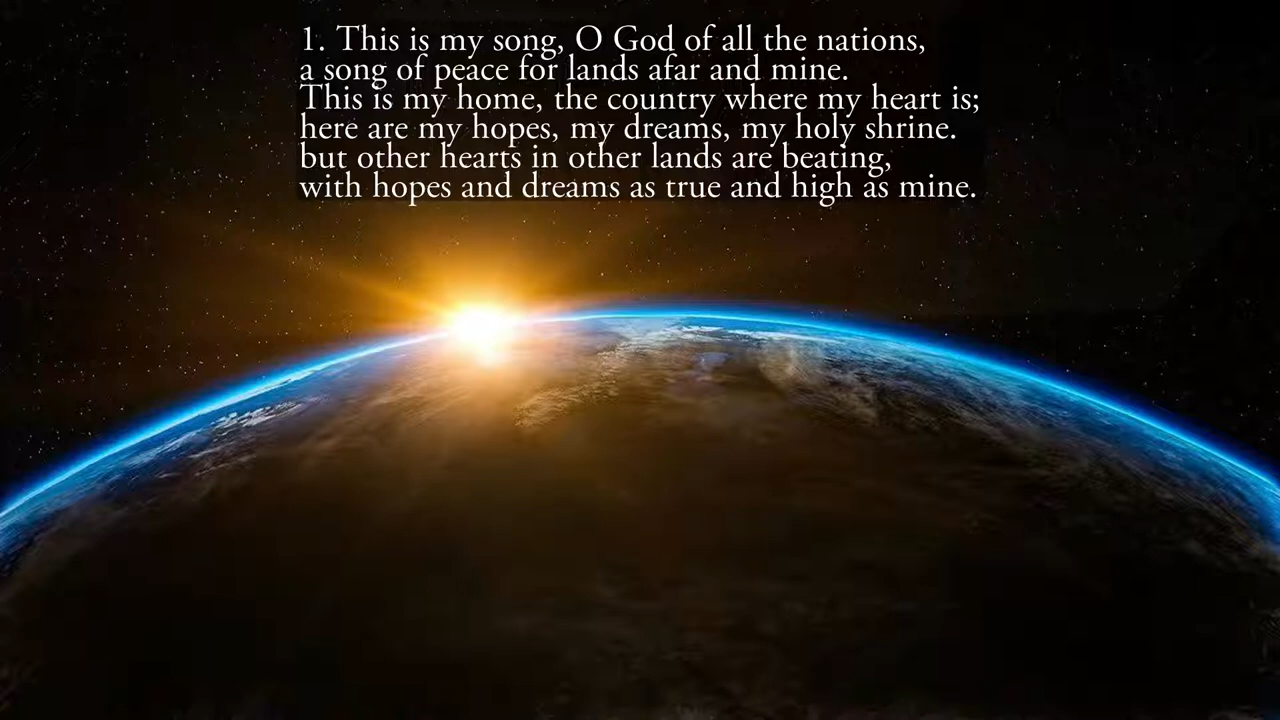 1. This is my song, O God of all the nations,
a song of peace for lands afar and mine.
This is my home, the country where my heart is;
here are my hopes, my dreams, my holy shrine.
but other hearts in other lands are beating,
with hopes and dreams as true and high as mine.